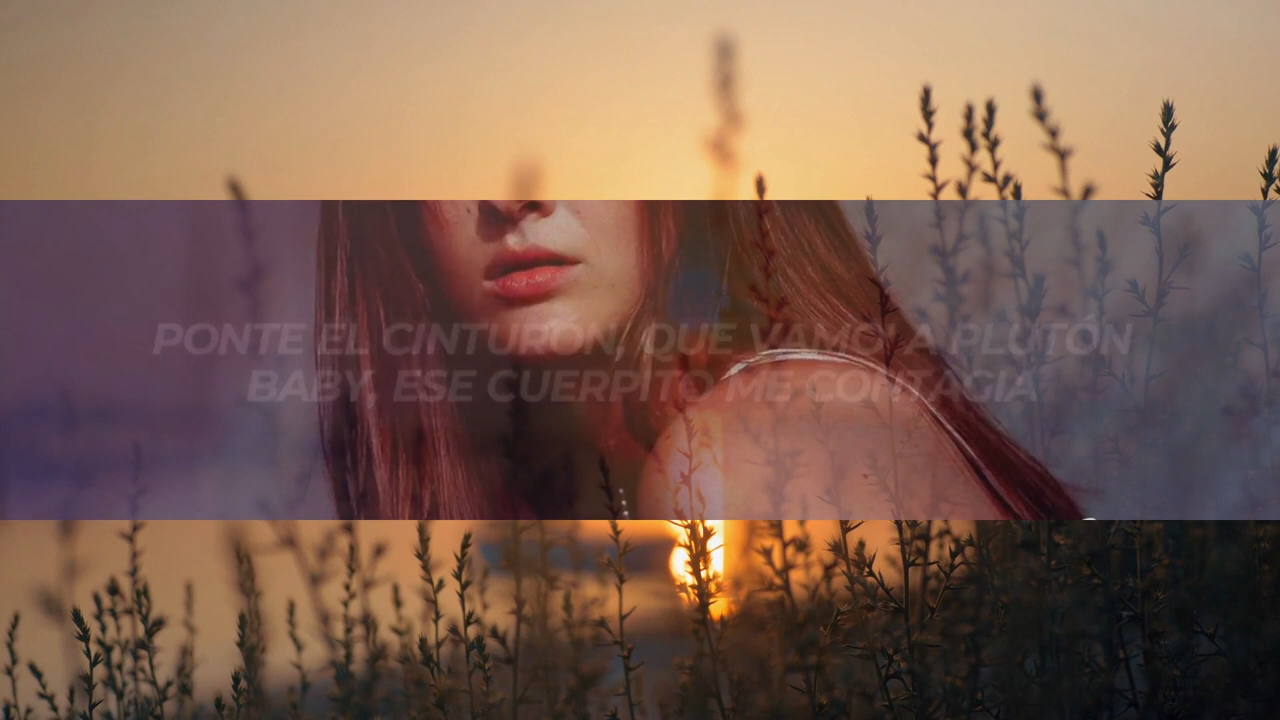 PONTE EL CINTURÓN, QUE VAMO' A PLUTÓN
BABY, ESE CUERPITO ME CONTAGIA